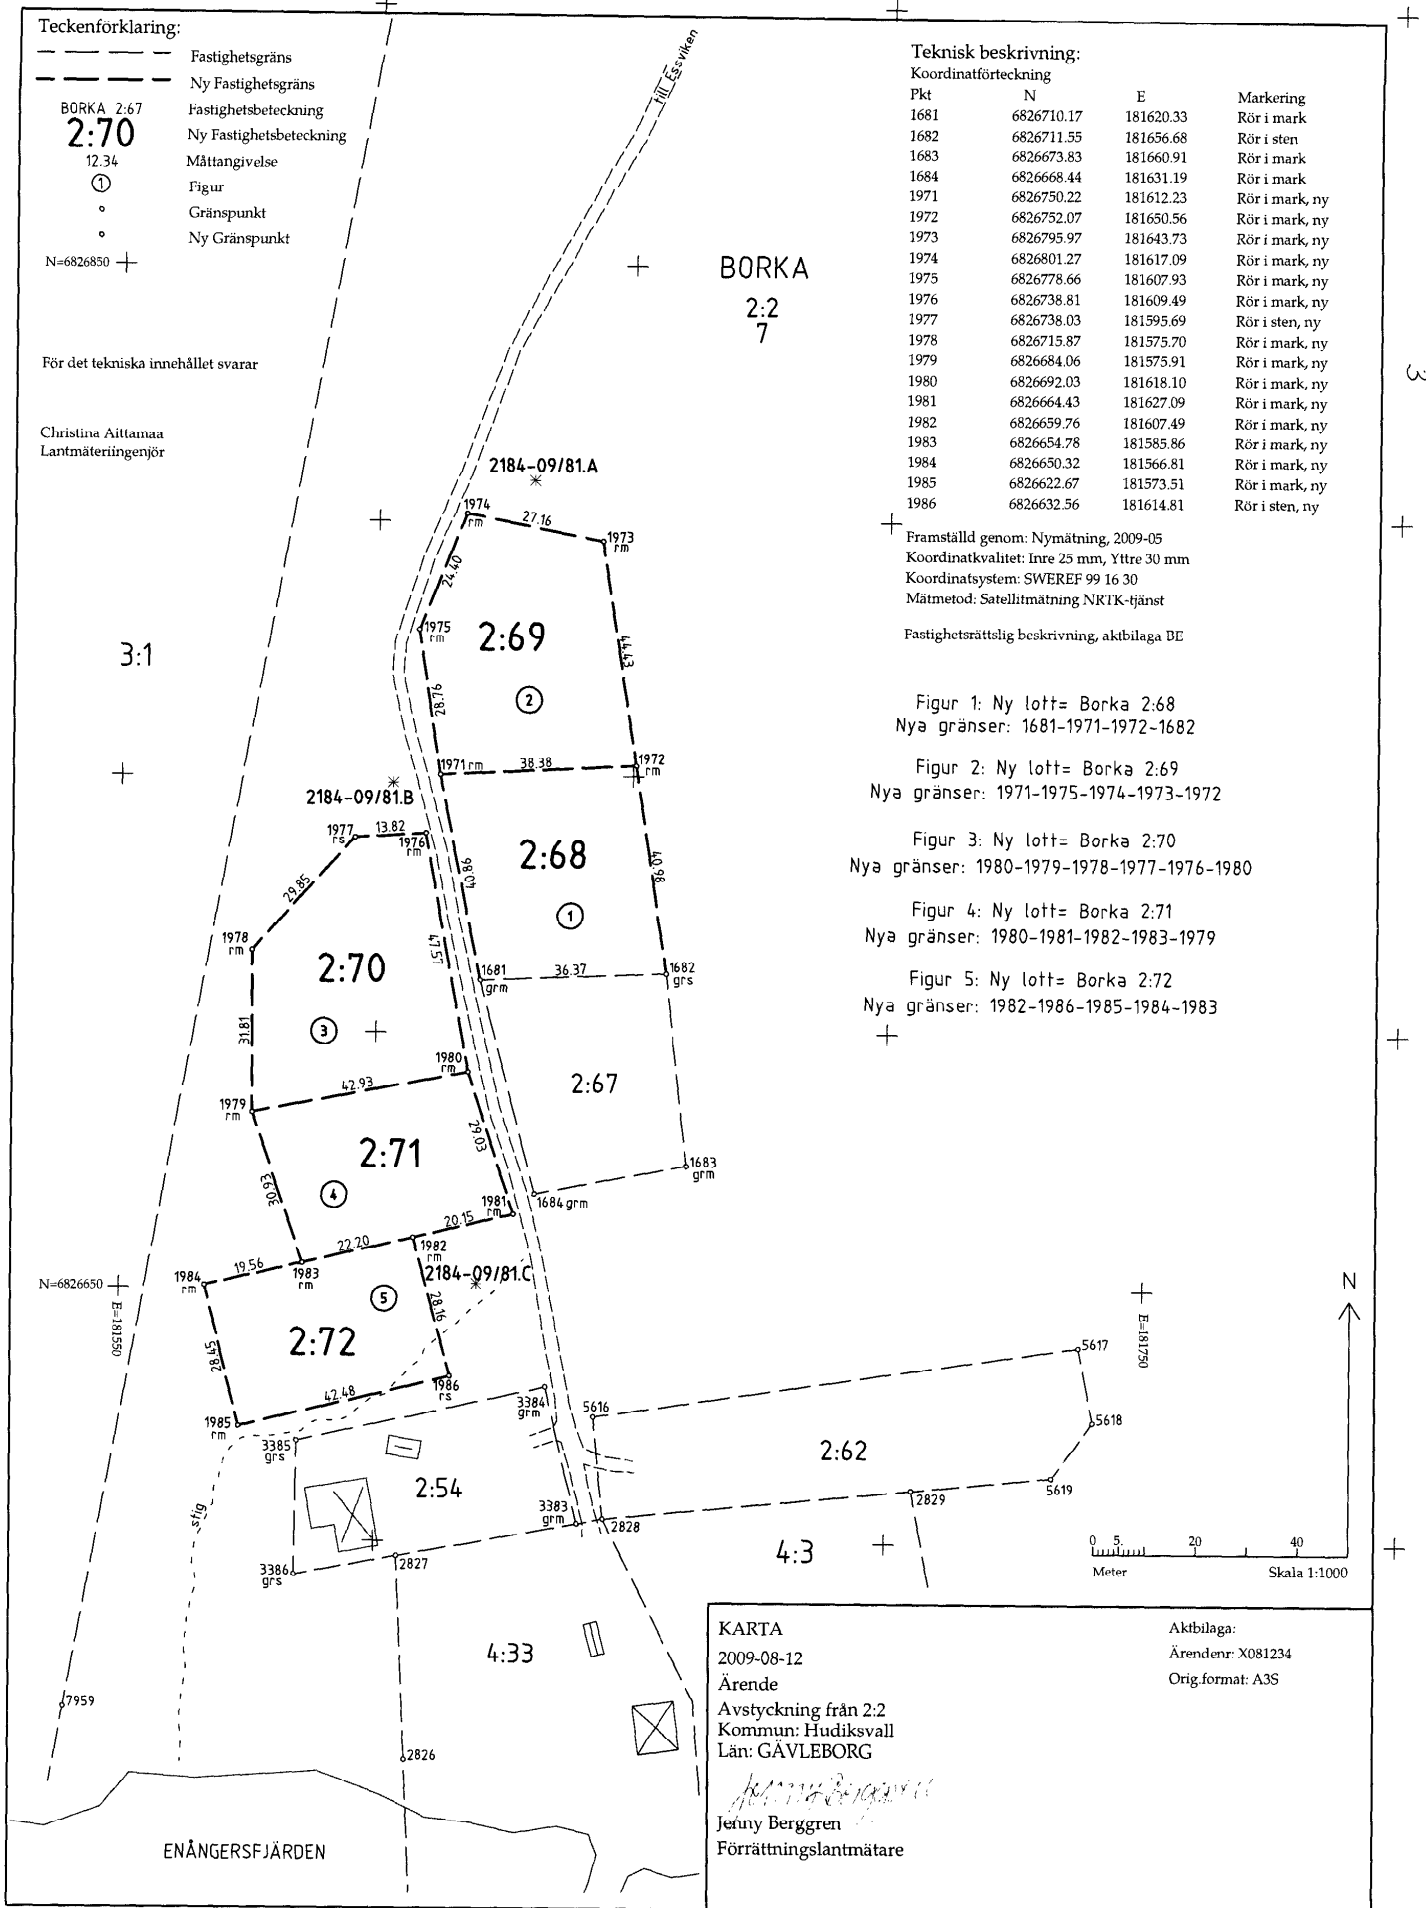 Teckenförklaring:
Fastighetsgräns
Ny Fastighetsgräns
BORKA 2:67 Fastighetsbeteckning
2:70 Ny Fastighetsbeteckning
12.34 Måttangivelse
1 Figur
Gränspunkt
Ny Gränspunkt
N=6826850
För det tekniska innehållet svarar
Christina Aittamaa
Lantmäteriingenjör
till Essviken
BORKA
2:2
7
Teknisk beskrivning:
Koordinatförteckning
Pkt N E Markering
1681 6826710.17 181620.33 Rör i mark
1682 6826711.55 181656.68 Rör i sten
1683 6826673.83 181660.91 Rör i mark
1684 6826668.44 181631.19 Rör i mark
1971 6826750.22 181612.23 Rör i mark, ny
1972 6826752.07 181650.56 Rör i mark, ny
1973 6826795.97 181643.73 Rör i mark, ny
1974 6826801.27 181617.09 Rör i mark, ny
1975 6826778.66 181607.93 Rör i mark, ny
1976 6826738.81 181609.49 Rör i mark, ny
1977 6826738.03 181595.69 Rör i sten, ny
1978 6826715.87 181575.70 Rör i mark, ny
1979 6826684.06 181575.91 Rör i mark, ny
1980 6826692.03 181618.10 Rör i mark, ny
1981 6826664.43 181627.09 Rör i mark, ny
1982 6826659.76 181607.49 Rör i mark, ny
1983 6826654.78 181585.86 Rör i mark, ny
1984 6826650.32 181566.81 Rör i mark, ny
1985 6826622.67 181573.51 Rör i mark, ny
1986 6826632.56 181614.81 Rör i sten, ny
3
Framställd genom: Nymätning, 2009-05
Koordinatkvalitet: Inre 25 mm, Yttre 30 mm
Koordinatsystem: SWEREF 99 16 30
Mätmetod: Satellitmätning NRTK-tjänst
Fastighetsrättslig beskrivning, aktbilaga BE
Figur 1: Ny lott= Borka 2:68
Nya gränser: 1681-1971-1972-1682
Figur 2: Ny lott= Borka 2:69
Nya gränser: 1971-1975-1974-1973-1972
Figur 3: Ny lott= Borka 2:70
Nya gränser: 1980-1979-1978-1977-1976-1980
Figur 4: Ny lott= Borka 2:71
Nya gränser: 1980-1981-1982-1983-1979
Figur 5: Ny lott= Borka 2:72
Nya gränser: 1982-1986-1985-1984-1983
2184-09/81.A
1974
rm
27.16
1973
rm
24.40
1975
rm
2:69
44.43
3:1
28.76
2
1971 rm
38.38
1972
rm
2184-09/81.B
1977
rs
13.82
1976
rm
2:68
40.86
40.98
29.85
1
1978
rm
47.57
2:70
1681
grm
36.37
1682
grs
31.81
3
1980
rm
42.93
2:67
1979
rm
29.03
2:71
1683
grm
30.93
4
1981
rm
1684 grm
20.15
22.20
1982
rm
19.56
1983
rm
2184-09/81.C
N=6826650
1984
rm
E=181550
5
28.16
2:72
28.45
42.48
1986
rs
1985
rm
3384
grm
3385
grs
5616
5617
5618
5619
E=181750
N
2:62
2:54
stig
3383
grm
2828
2829
2827
3386
grs
4:3
0 5 20 40
Meter Skala 1:1000
4:33
7959
2826
ENÅNGERSFJÄRDEN
KARTA
2009-08-12
Ärende
Avstyckning från 2:2
Kommun: Hudiksvall
Län: GÄVLEBORG
Jenny Berggren
Jenny Berggren
Förrättningslantmätare
Aktbilaga:
Ärendenr: X081234
Orig.format: A3S